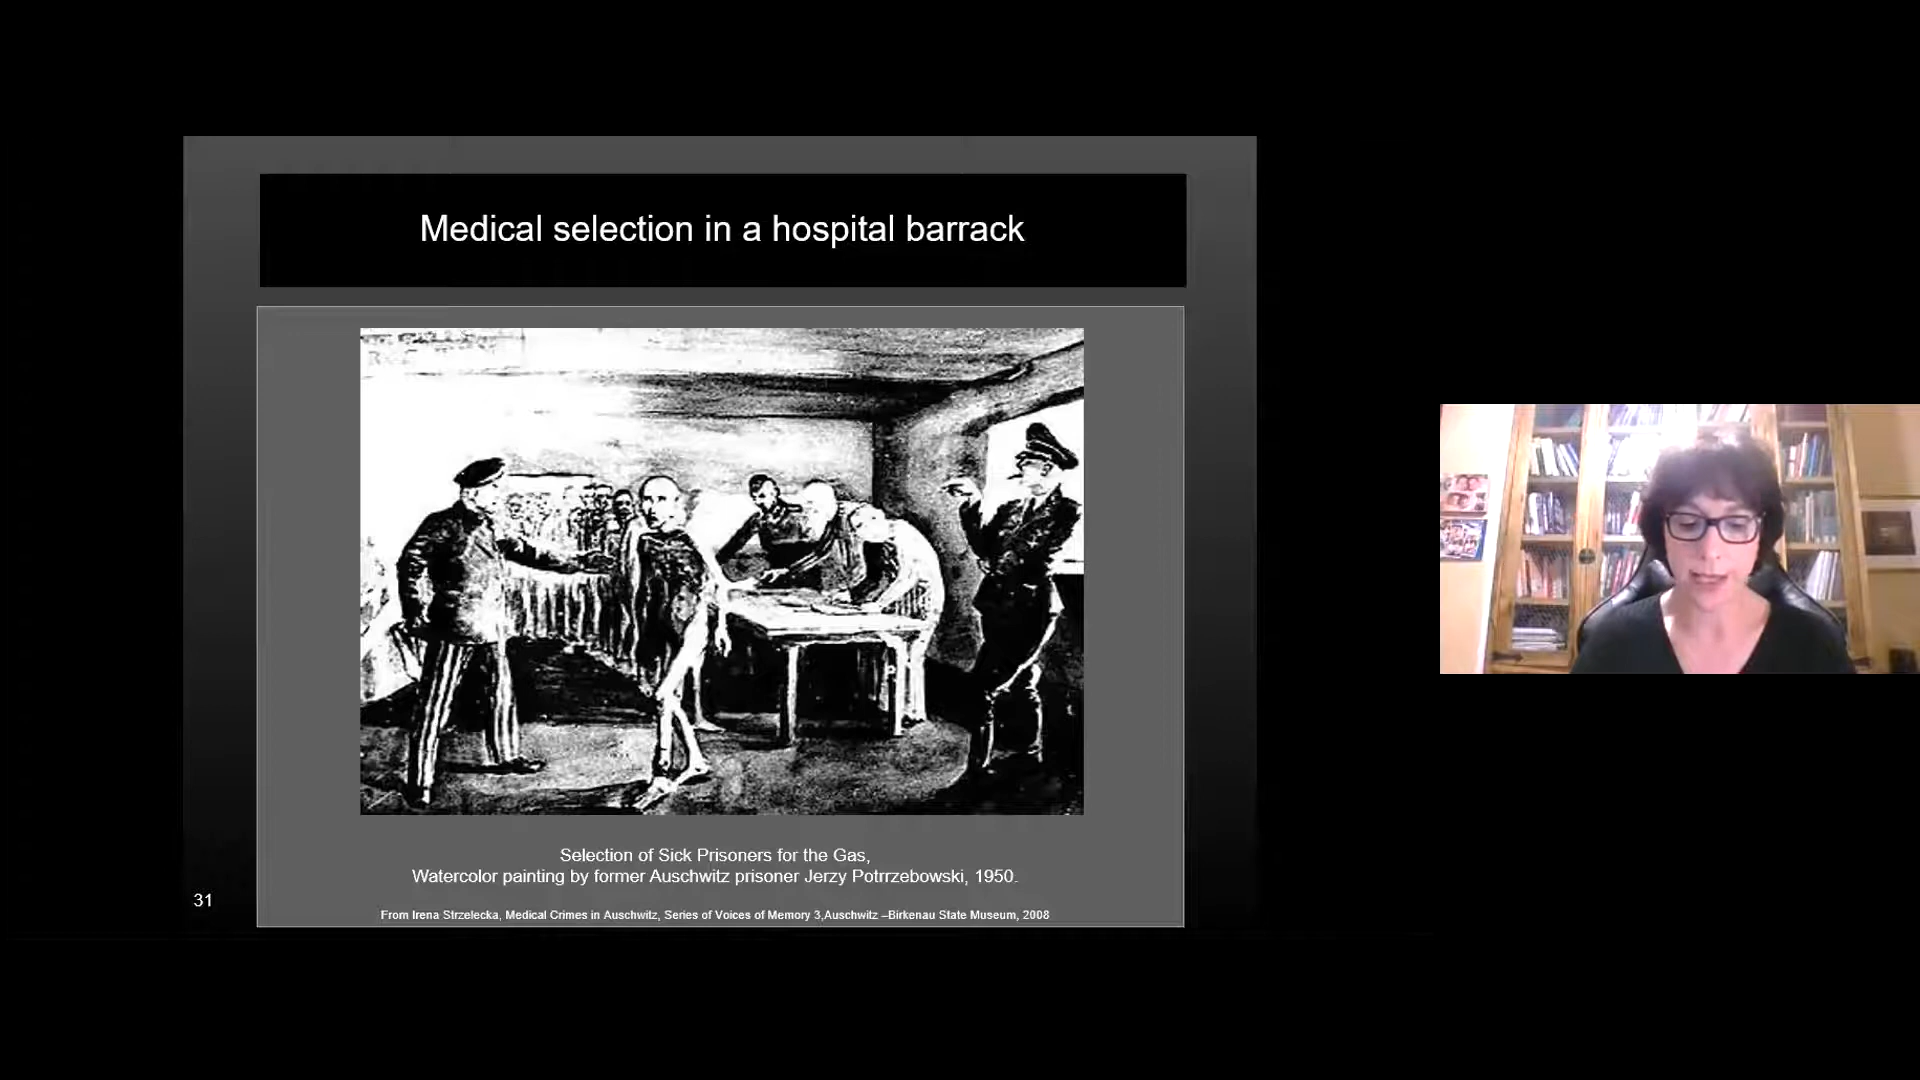 Medical selection in a hospital barrack
Selection of Sick Prisoners for the Gas,
Watercolor painting by former Auschwitz prisoner Jerzy Potrrzebowski, 1950.
From Irena Strzelecka, Medical Crimes in Auschwitz, Series of Voices of Memory 3,Auschwitz –Birkenau State Museum, 2008
31